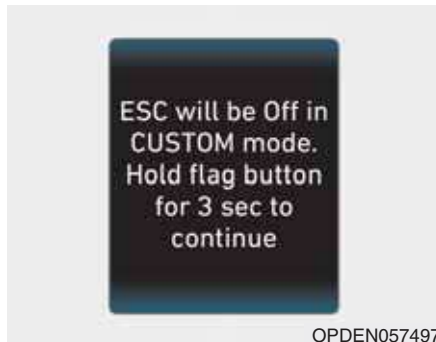 ESC will be Off in
CUSTOM mode.
Hold flag button
for 3 sec to
continue
OPDEN057497